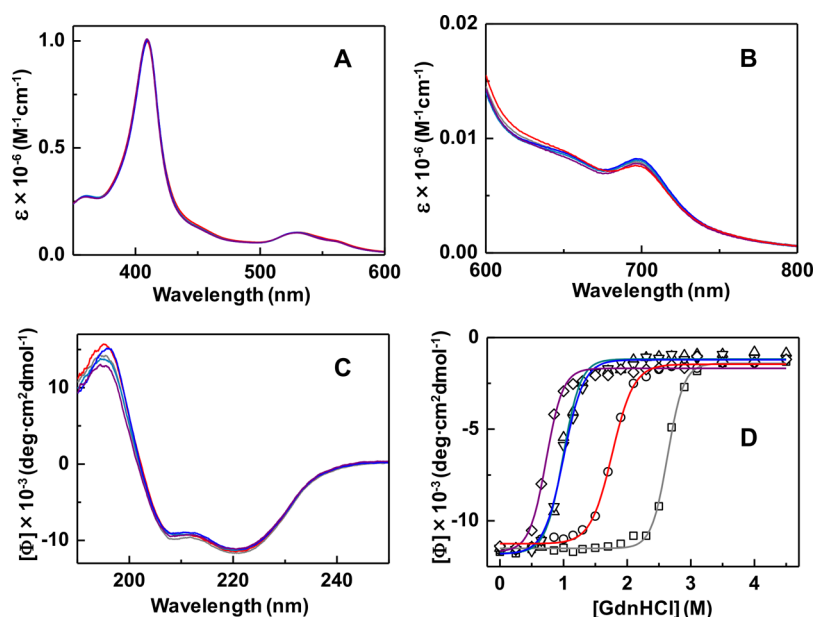 A
ε × 10⁻⁶ (M⁻¹cm⁻¹)
1.0
0.5
0.0
400 500 600
Wavelength (nm)
B
ε × 10⁻⁶ (M⁻¹cm⁻¹)
0.02
0.01
0.00
600 700 800
Wavelength (nm)
C
[Φ] × 10⁻³ (deg·cm²dmol⁻¹)
10
0
-10
200 220 240
Wavelength (nm)
D
[Φ] × 10⁻³ (deg·cm²dmol⁻¹)
0
-5
-10
0 1 2 3 4
[GdnHCl] (M)